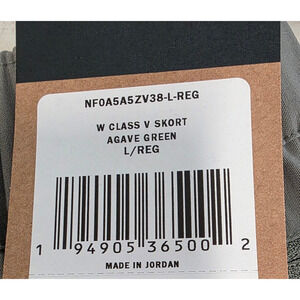 NF0A5A5ZV38-L-REG
W CLASS V SKORT
AGAVE GREEN
L/REG
1 94905 36500 2
MADE IN JORDAN